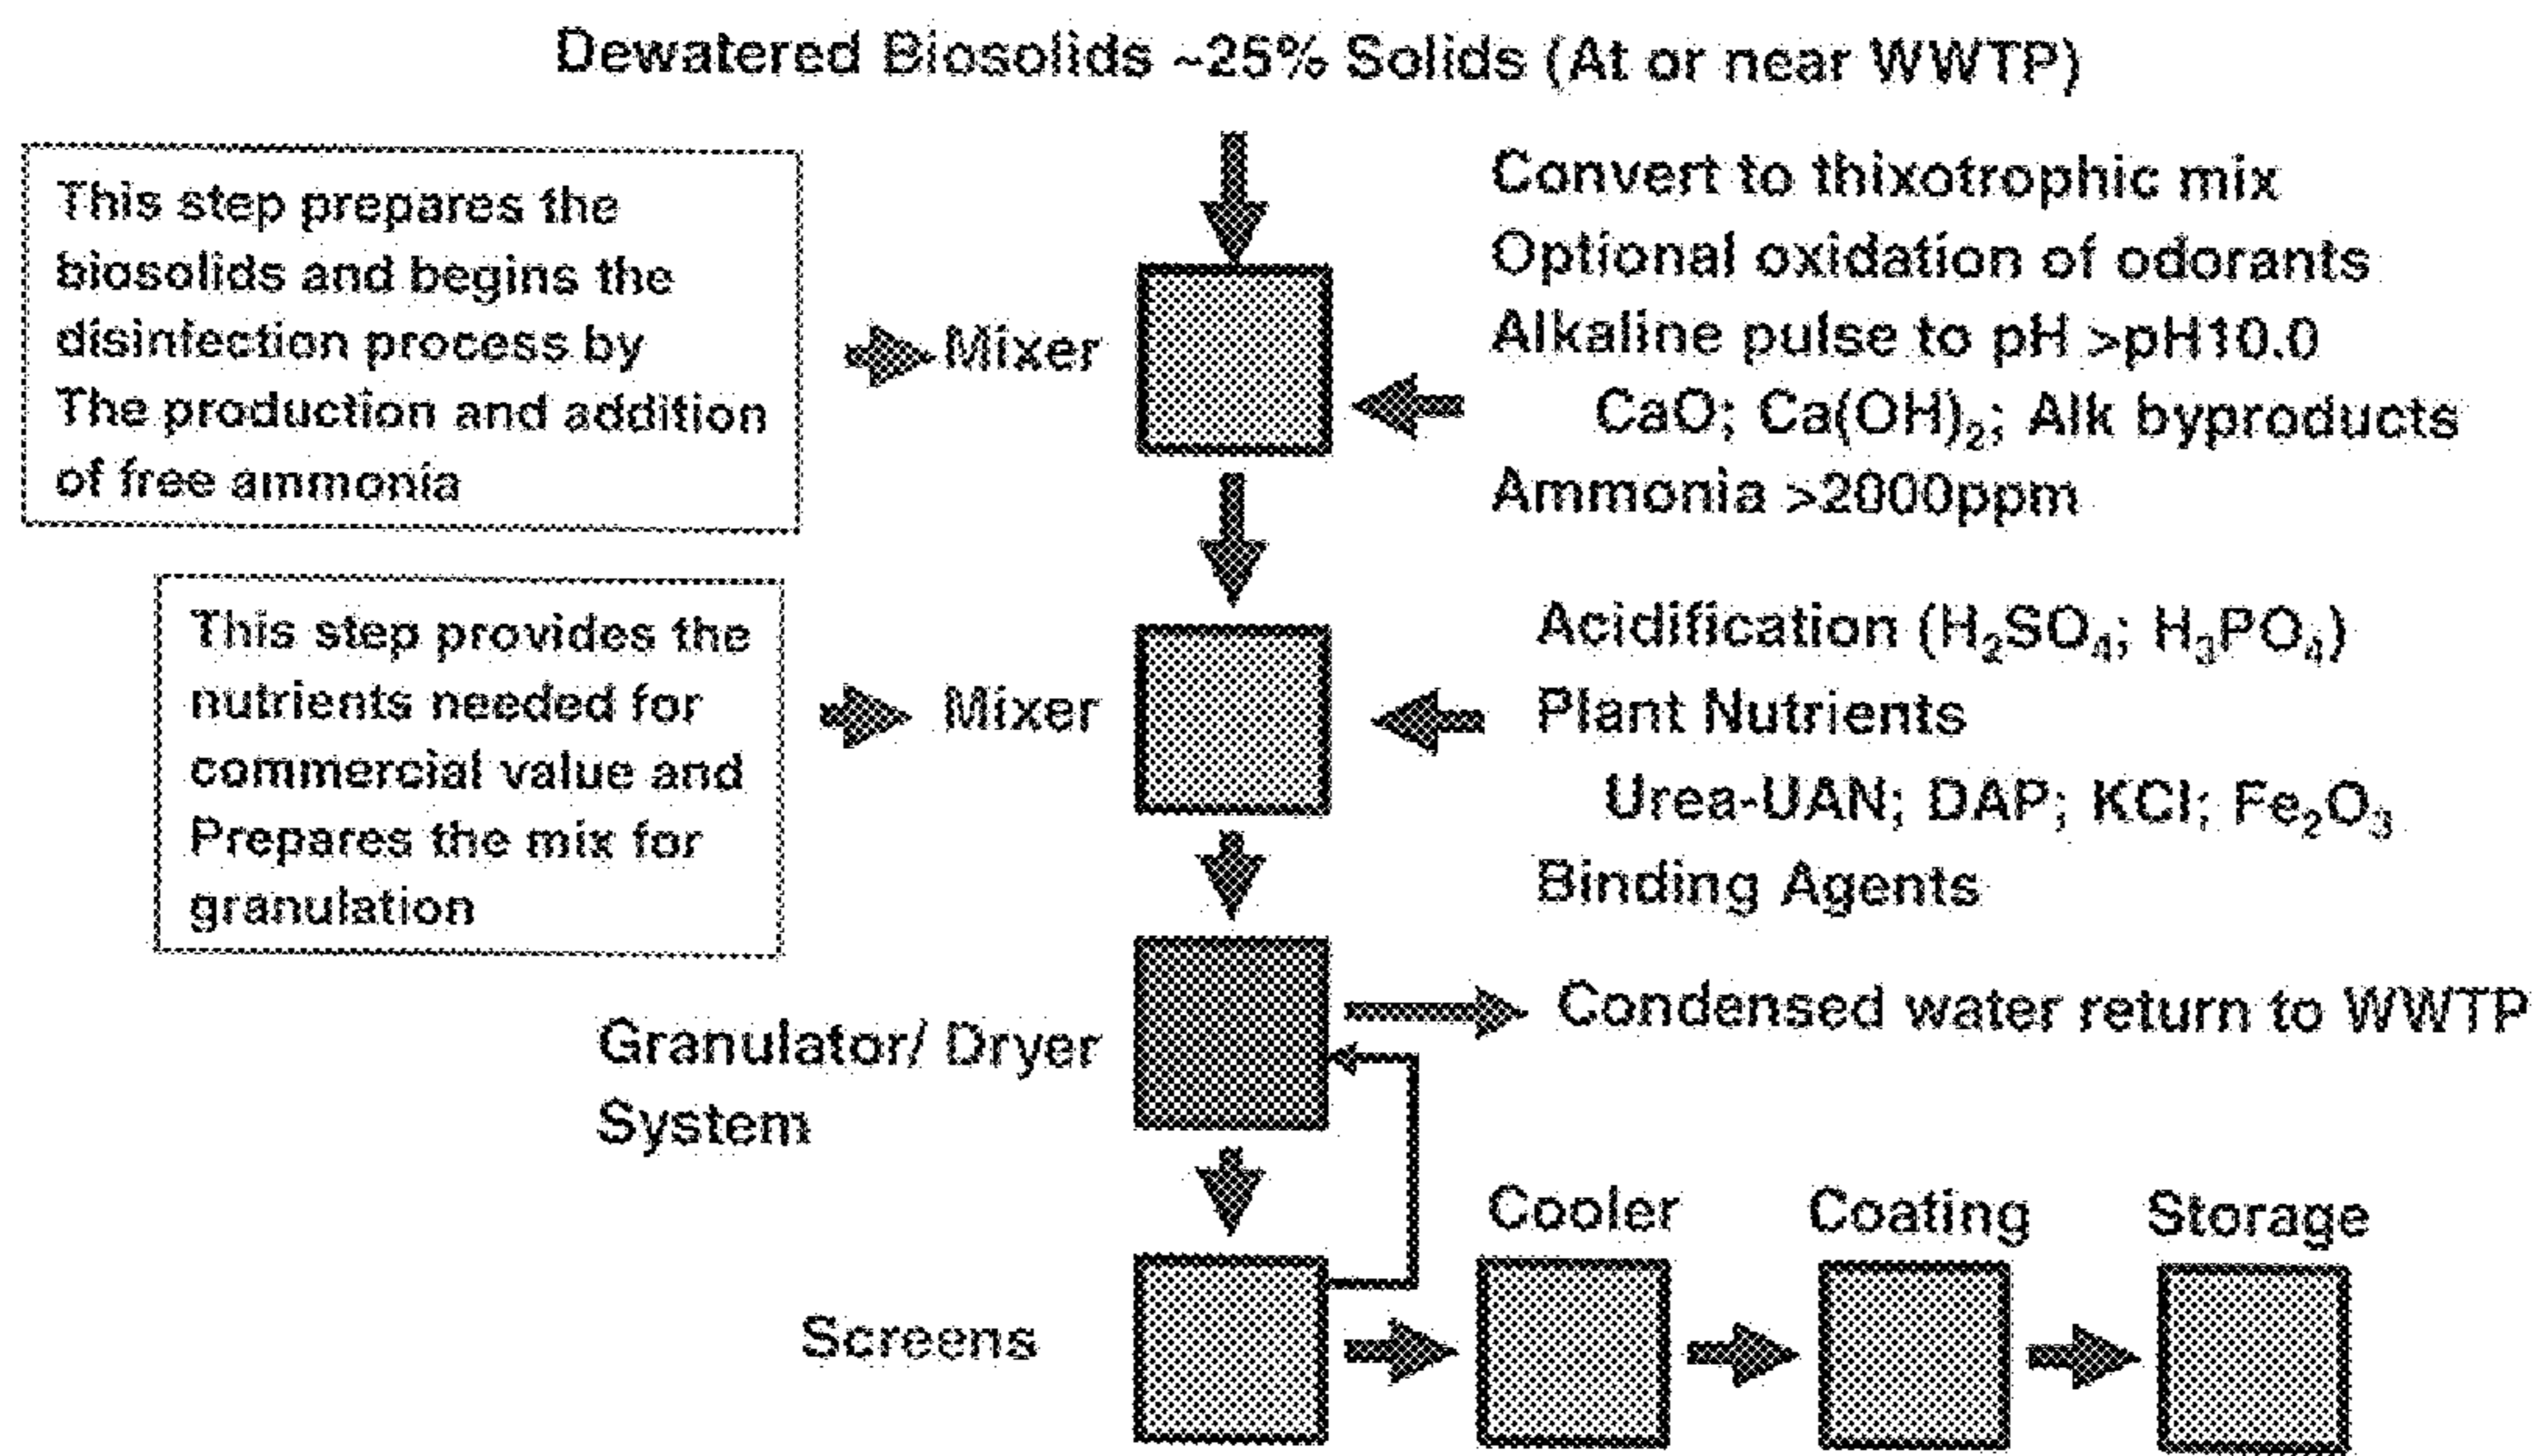 Dewatered Biosolids ~25% Solids (At or near WWTP)
This step prepares the
biosolids and begins the
disinfection process by
The production and addition
of free ammonia
Mixer
Convert to thixotrophic mix
Optional oxidation of odorants
Alkaline pulse to pH >pH10.0
CaO; Ca(OH)₂; Alk byproducts
Ammonia >2000ppm
This step provides the
nutrients needed for
commercial value and
Prepares the mix for
granulation
Mixer
Acidification (H₂SO₄; H₃PO₄)
Plant Nutrients
Urea-UAN; DAP; KCl; Fe₂O₃
Binding Agents
Granulator/ Dryer
System
Condensed water return to WWTP
Screens
Cooler
Coating
Storage